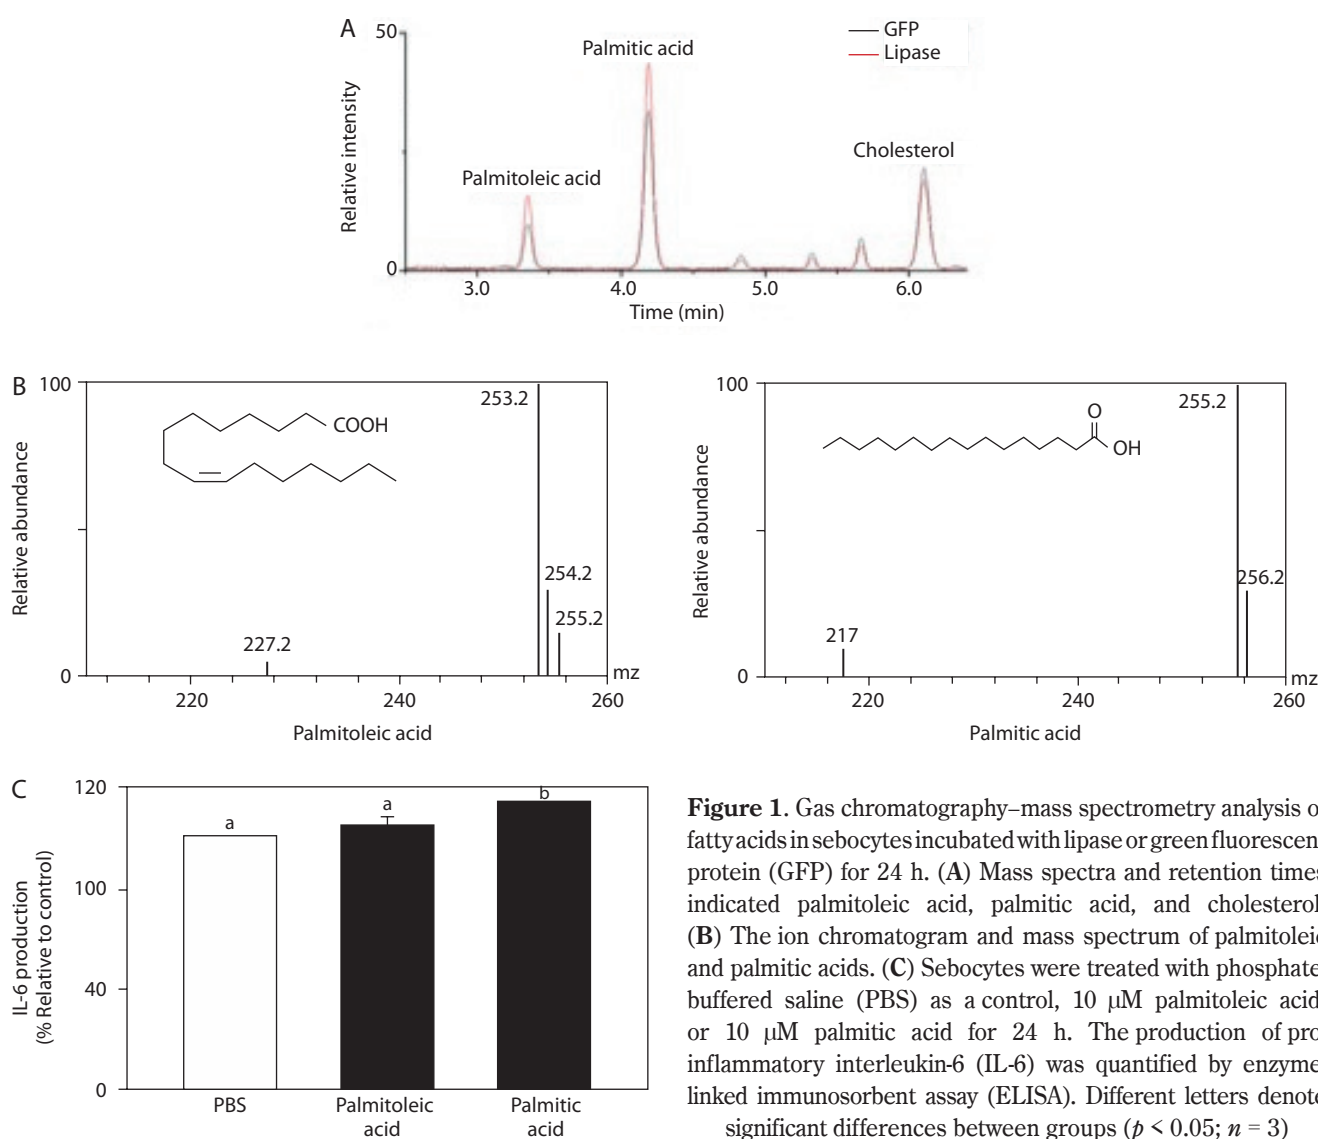 A
50
GFP
Lipase
Palmitic acid
Palmitoleic acid
Cholesterol
Relative intensity
0
3.0 4.0 5.0 6.0
Time (min)
B
100
Relative abundance
0
COOH
253.2
254.2
255.2
227.2
220 240 260
mz
Palmitoleic acid
100
Relative abundance
0
O
OH
255.2
256.2
217
220 240 260
mz
Palmitic acid
C
120
100
40
0
IL-6 production
(% Relative to control)
a
a
b
PBS
Palmitoleic
acid
Palmitic
acid
Figure 1. Gas chromatography–mass spectrometry analysis o
fatty acids in sebocytes incubated with lipase or green fluorescen
protein (GFP) for 24 h. (A) Mass spectra and retention times
indicated palmitoleic acid, palmitic acid, and cholesterol
(B) The ion chromatogram and mass spectrum of palmitoleic
and palmitic acids. (C) Sebocytes were treated with phosphate
buffered saline (PBS) as a control, 10 μM palmitoleic acid
or 10 μM palmitic acid for 24 h. The production of pro
inflammatory interleukin-6 (IL-6) was quantified by enzyme
linked immunosorbent assay (ELISA). Different letters denote
significant differences between groups (p < 0.05; n = 3)